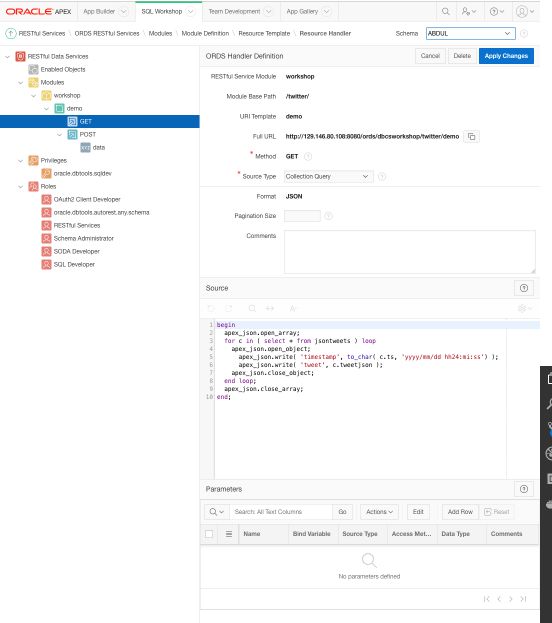 ORACLE APEX App Builder SQL Workshop Team Development App Gallery
RESTful Services \ ORDS RESTful Services \ Modules \ Module Definition \ Resource Template \ Resource Handler Schema ABDUL
RESTful Data Services
Enabled Objects
Modules
workshop
demo
GET
POST
data
Privileges
oracle.dbtools.sqldev
Roles
OAuth2 Client Developer
oracle.dbtools.autorest.any.schema
RESTful Services
Schema Administrator
SODA Developer
SQL Developer
ORDS Handler Definition Cancel Delete Apply Changes
RESTful Service Module workshop
Module Base Path /twitter/
URI Template demo
Full URL http://129.146.80.108:8080/ords/dbcsworkshop/twitter/demo
* Method GET
* Source Type Collection Query
Format JSON
Pagination Size
Comments
Source
1 begin
2 apex_json.open_array;
3 for c in ( select * from jsontweets ) loop
4 apex_json.open_object;
5 apex_json.write( 'timestamp', to_char( c.ts, 'yyyy/mm/dd hh24:mi:ss') );
6 apex_json.write( 'tweet', c.tweetjson );
7 apex_json.close_object;
8 end loop;
9 apex_json.close_array;
10 end;
Parameters
Search: All Text Columns Go Actions Edit Add Row Reset
Name Bind Variable Source Type Access Met... Data Type Comments
No parameters defined